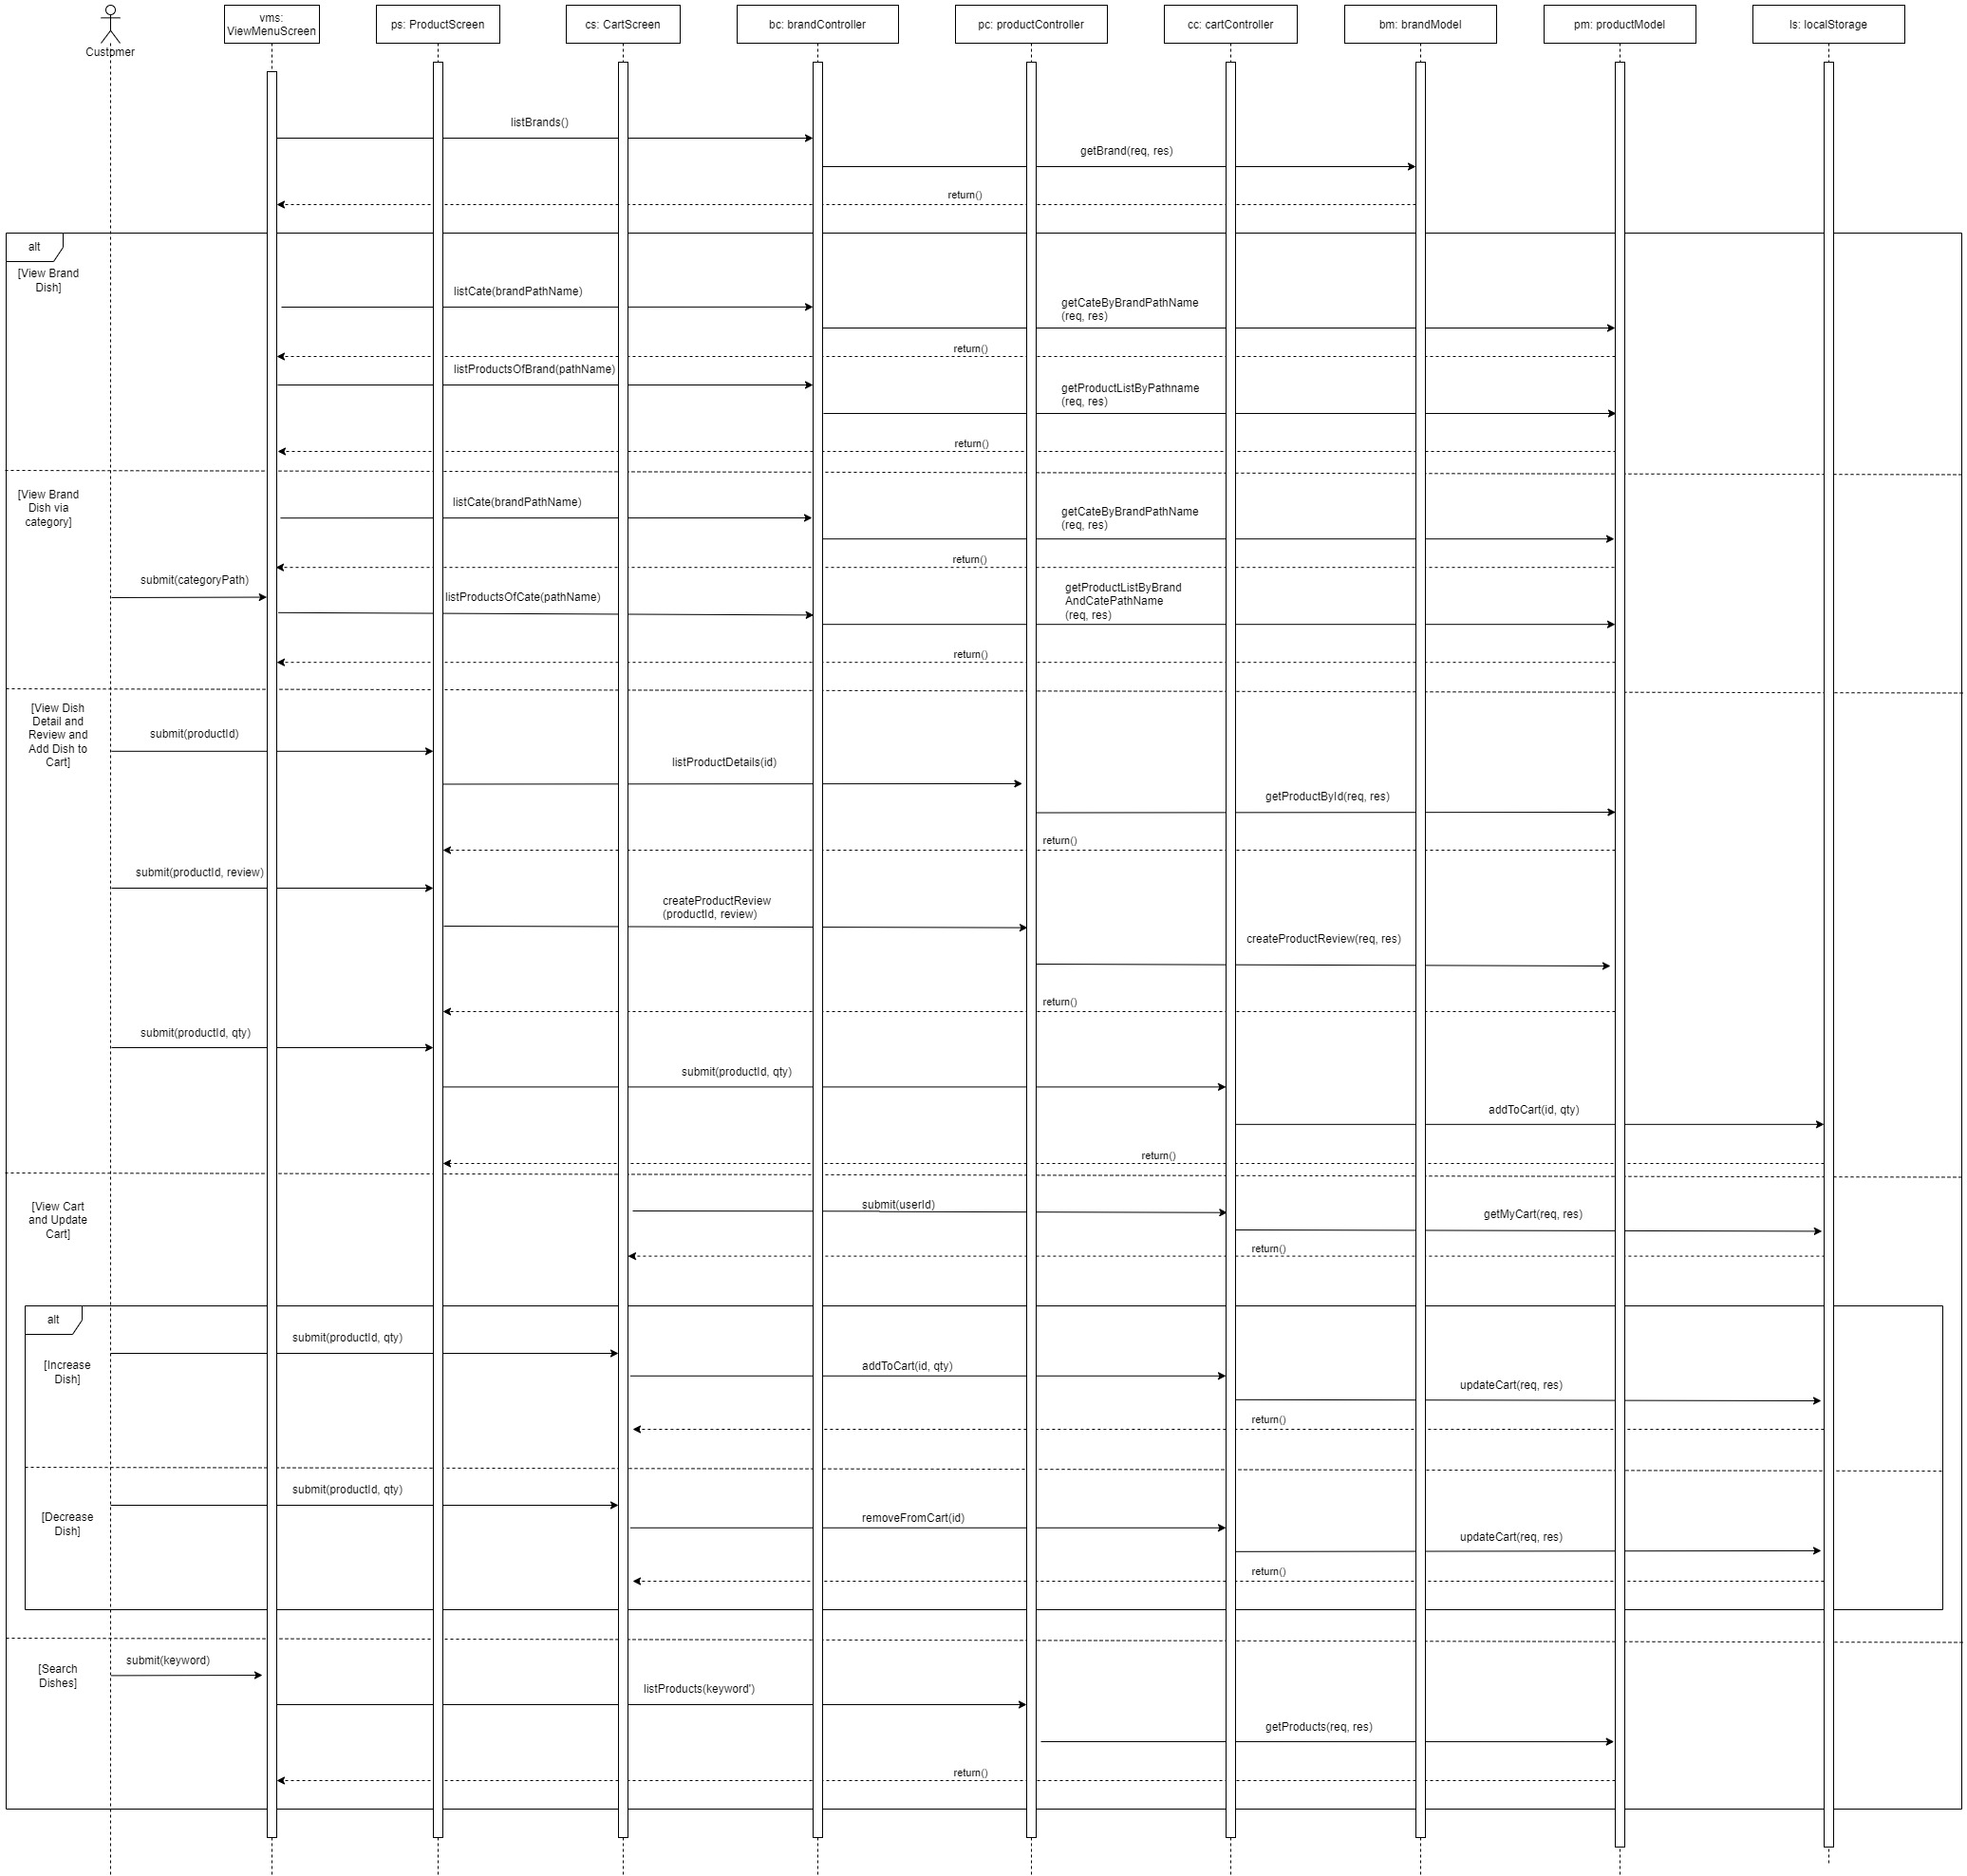 Customer
vms:
ViewMenuScreen
ps: ProductScreen
cs: CartScreen
bc: brandController
pc: productController
cc: cartController
bm: brandModel
pm: productModel
ls: localStorage
listBrands()
getBrand(req, res)
return()
alt
[View Brand
Dish]
listCate(brandPathName)
getCateByBrandPathName
(req, res)
return()
listProductsOfBrand(pathName)
getProductListByPathname
(req, res)
return()
[View Brand
Dish via
category]
listCate(brandPathName)
getCateByBrandPathName
(req, res)
return()
submit(categoryPath)
listProductsOfCate(pathName)
getProductListByBrand
AndCatePathName
(req, res)
return()
[View Dish
Detail and
Review and
Add Dish to
Cart]
submit(productId)
listProductDetails(id)
getProductById(req, res)
return()
submit(productId, review)
createProductReview
(productId, review)
createProductReview(req, res)
return()
submit(productId, qty)
submit(productId, qty)
addToCart(id, qty)
return()
[View Cart
and Update
Cart]
submit(userId)
getMyCart(req, res)
return()
alt
submit(productId, qty)
[Increase
Dish]
addToCart(id, qty)
updateCart(req, res)
return()
submit(productId, qty)
[Decrease
Dish]
removeFromCart(id)
updateCart(req, res)
return()
submit(keyword)
[Search
Dishes]
listProducts(keyword')
getProducts(req, res)
return()